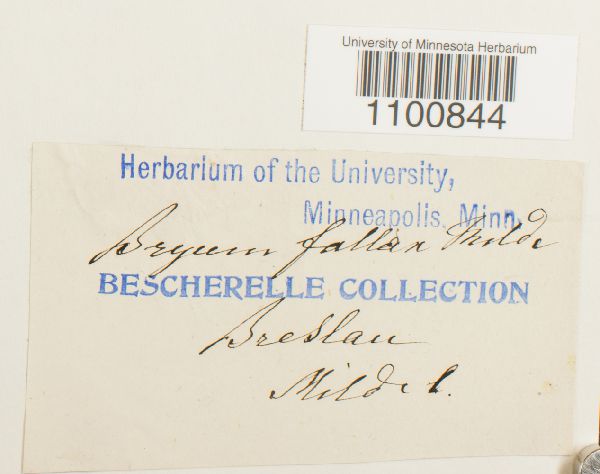 University of Minnesota Herbarium
1100844
Herbarium of the University,
Minneapolis, Minn.
Bryum fallax Milde
BESCHERELLE COLLECTION
Breslau
Milde l.